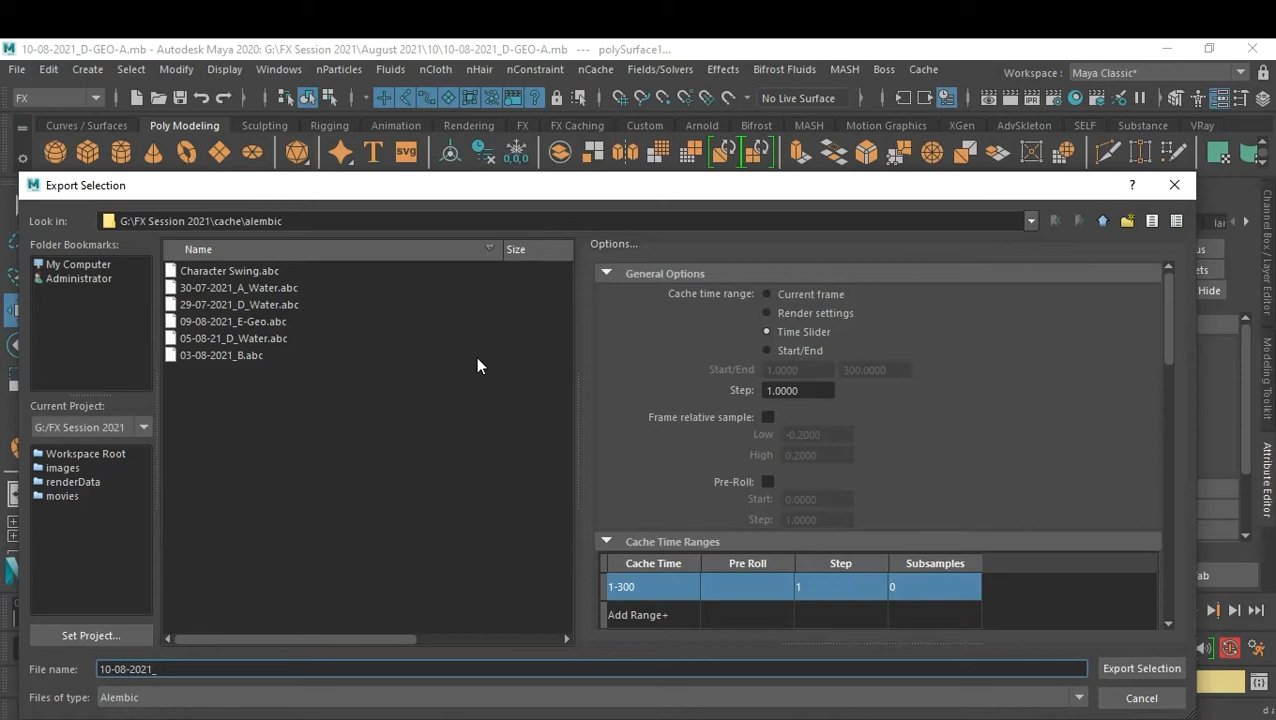 10-08-2021_D-GEO-A.mb - Autodesk Maya 2020: G:\FX Session 2021\August 2021\10\10-08-2021_D-GEO-A.mb --- polySurface1...
File Edit Create Select Modify Display Windows nParticles Fluids nCloth nHair nConstraint nCache Fields/Solvers Effects Bifrost Fluids MASH Boss Cache Workspace : Maya Classic*
FX No Live Surface
Curves / Surfaces Poly Modeling Sculpting Rigging Animation Rendering FX FX Caching Custom Arnold Bifrost MASH Motion Graphics XGen AdvSkeleton SELF Substance VRay
svg 0,0,0
Export Selection ?
Look in: G:\FX Session 2021\cache\alembic
Folder Bookmarks:
My Computer
Administrator
Name Size
Character Swing.abc
30-07-2021_A_Water.abc
29-07-2021_D_Water.abc
09-08-2021_E-Geo.abc
05-08-21_D_Water.abc
03-08-2021_B.abc
Options...
General Options
Cache time range: Current frame
Render settings
Time Slider
Start/End
Start/End 1.0000 300.0000
Step: 1.0000
Frame relative sample:
Low -0.2000
High 0.2000
Pre-Roll:
Start: 0.0000
Step: 1.0000
Cache Time Ranges
Cache Time Pre Roll Step Subsamples
1-300 1 0
Add Range+
Current Project:
G:/FX Session 2021
Workspace Root
images
renderData
movies
Set Project...
File name: 10-08-2021_
Export Selection
Files of type: Alembic
Cancel
Hide
Modeling Toolkit
Attribute Editor